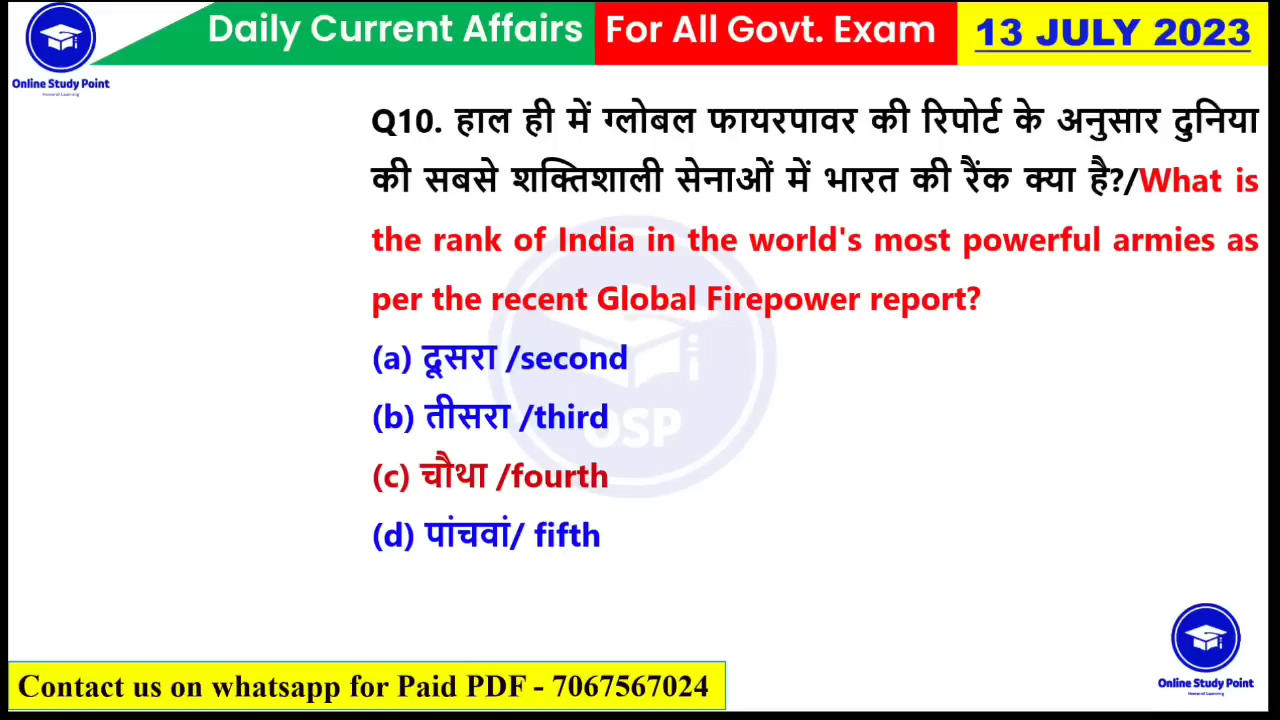 Daily Current Affairs For All Govt. Exam 13 JULY 2023
Online Study Point
Q10. हाल ही में ग्लोबल फायरपावर की रिपोर्ट के अनुसार दुनिया
की सबसे शक्तिशाली सेनाओं में भारत की रैंक क्या है?/What is
the rank of India in the world's most powerful armies as
per the recent Global Firepower report?
(a) दूसरा /second
(b) तीसरा /third
(c) चौथा /fourth
(d) पांचवां/ fifth
OSP
Online Study Point
Contact us on whatsapp for Paid PDF - 7067567024